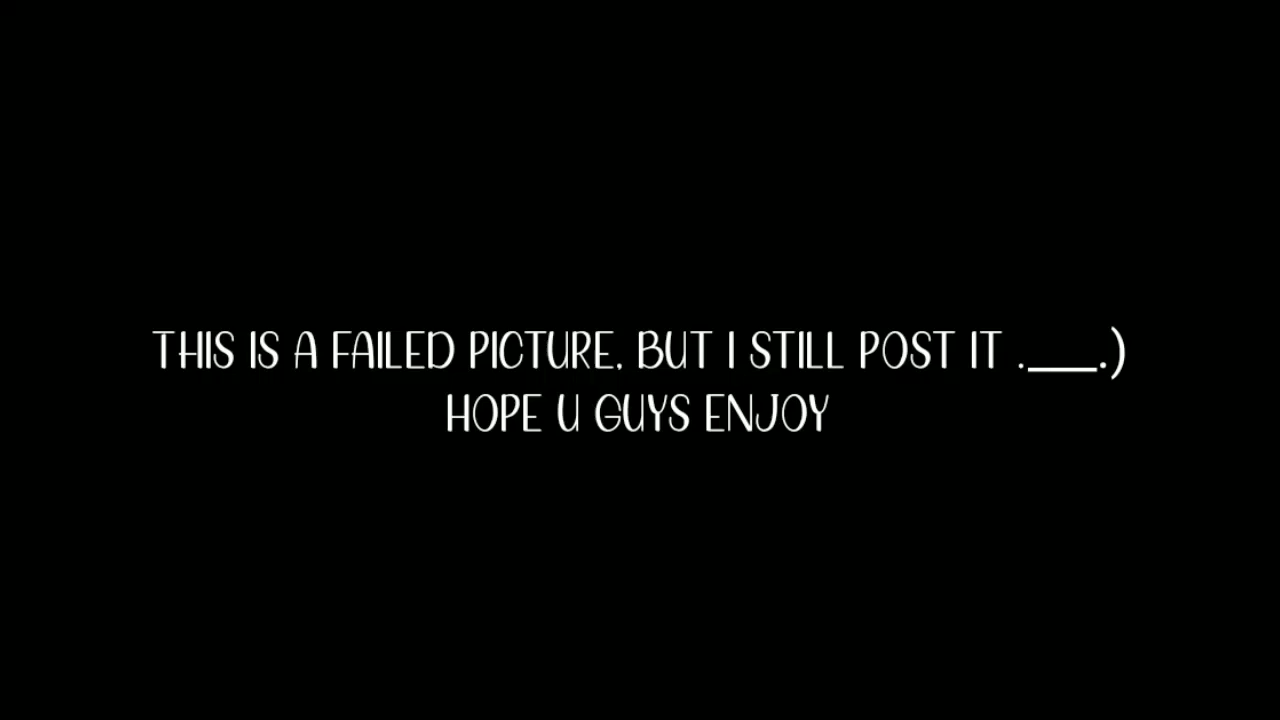 THIS IS A FAILED PICTURE, BUT I STILL POST IT .___.)
HOPE U GUYS ENJOY